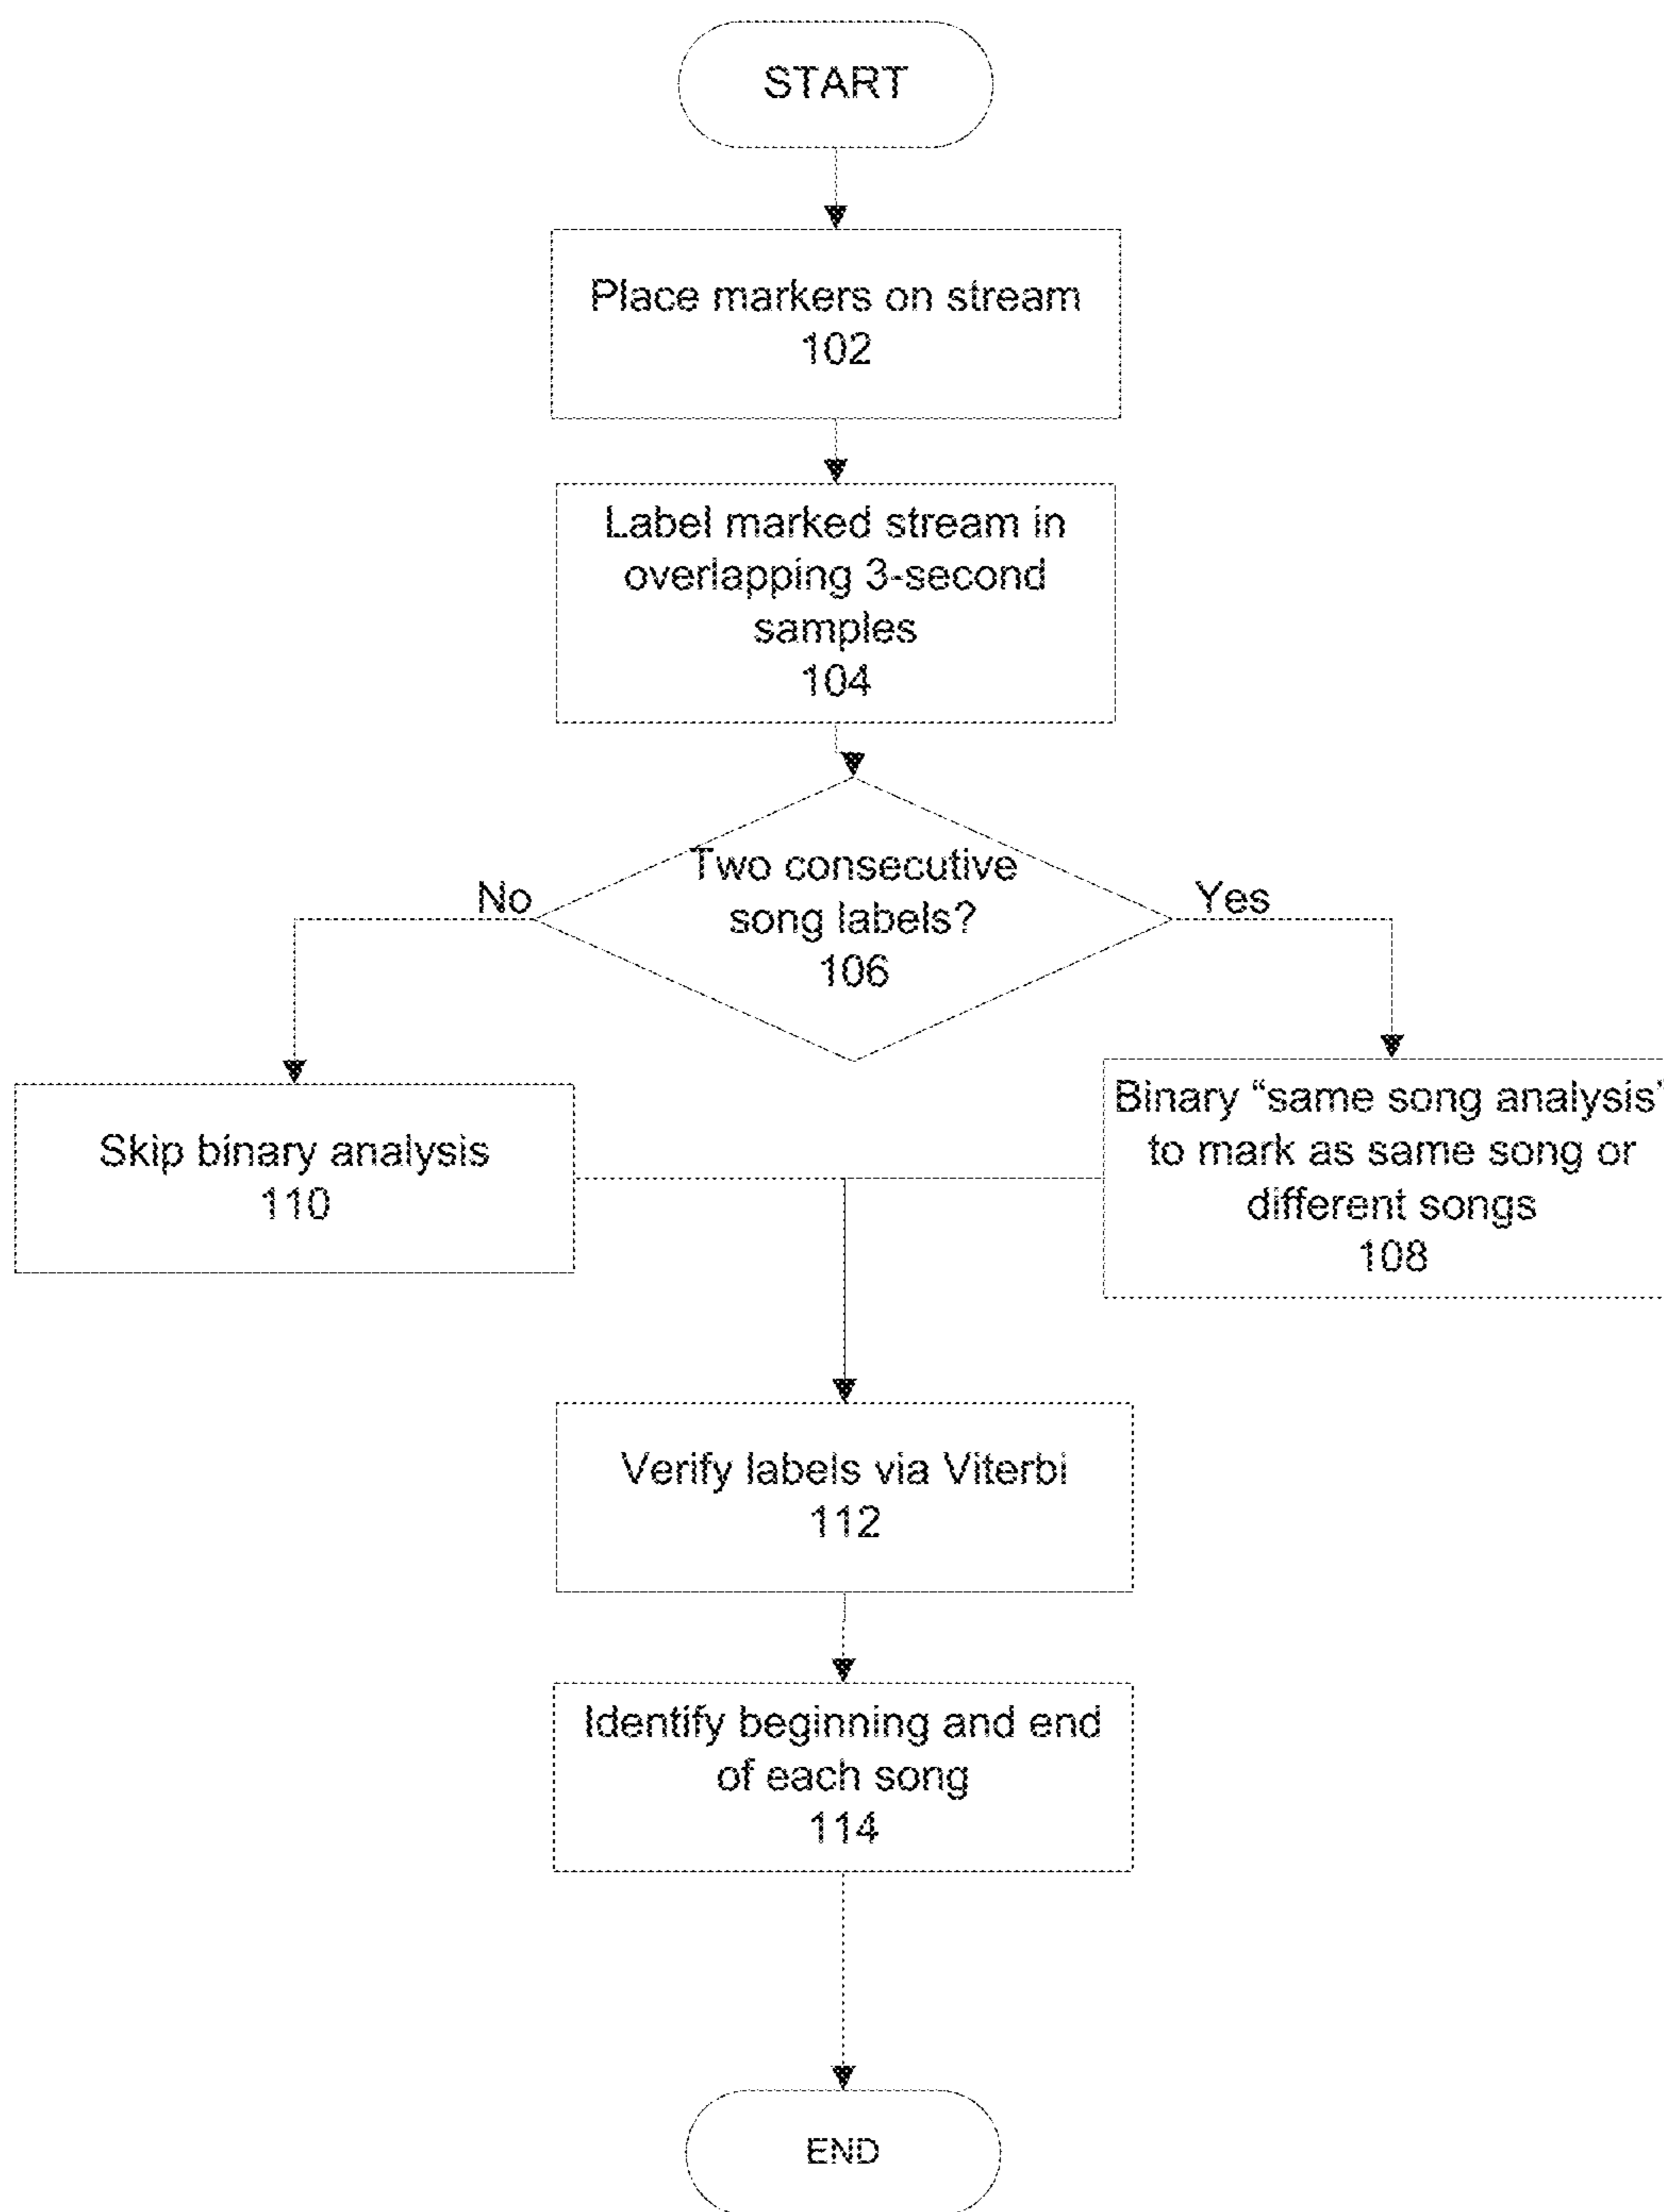 START
Place markers on stream
102
Label marked stream in
overlapping 3-second
samples
104
Two consecutive
song labels?
106
No
Yes
Skip binary analysis
110
Binary “same song analysis”
to mark as same song or
different songs
108
Verify labels via Viterbi
112
Identify beginning and end
of each song
114
END